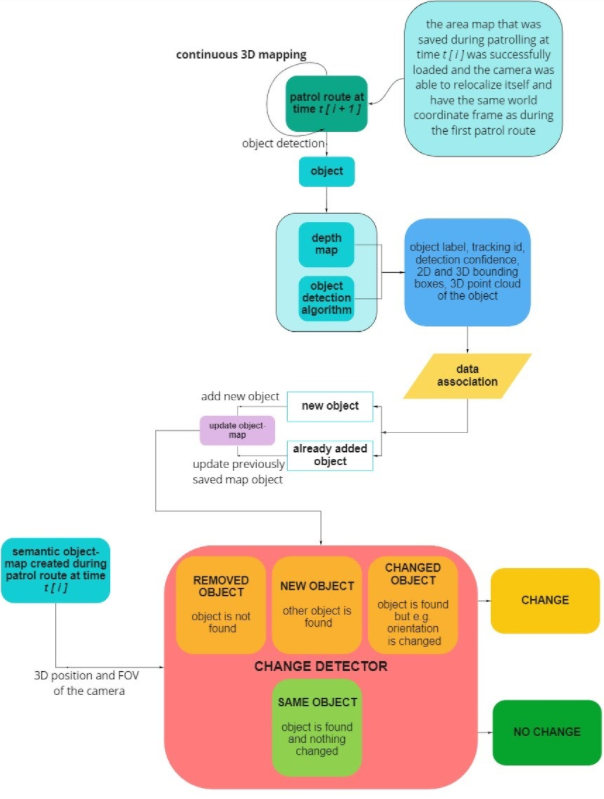 the area map that was
saved during patrolling at
time t [ i ] was successfully
loaded and the camera was
able to relocalize itself and
have the same world
coordinate frame as during
the first patrol route
continuous 3D mapping
patrol route at
time t [ i + 1 ]
object detection
object
depth
map
object
detection
algorithm
object label, tracking id,
detection confidence,
2D and 3D bounding
boxes, 3D point cloud
of the object
data
association
add new object
new object
update object-
map
already added
object
update previously
saved map object
semantic object-
map created during
patrol route at time
t [ i ]
3D position and FOV
of the camera
REMOVED
OBJECT
object is not
found
NEW OBJECT
other object is
found
CHANGED
OBJECT
object is found
but e.g.
orientation
is changed
CHANGE DETECTOR
SAME OBJECT
object is found
and nothing
changed
CHANGE
NO CHANGE